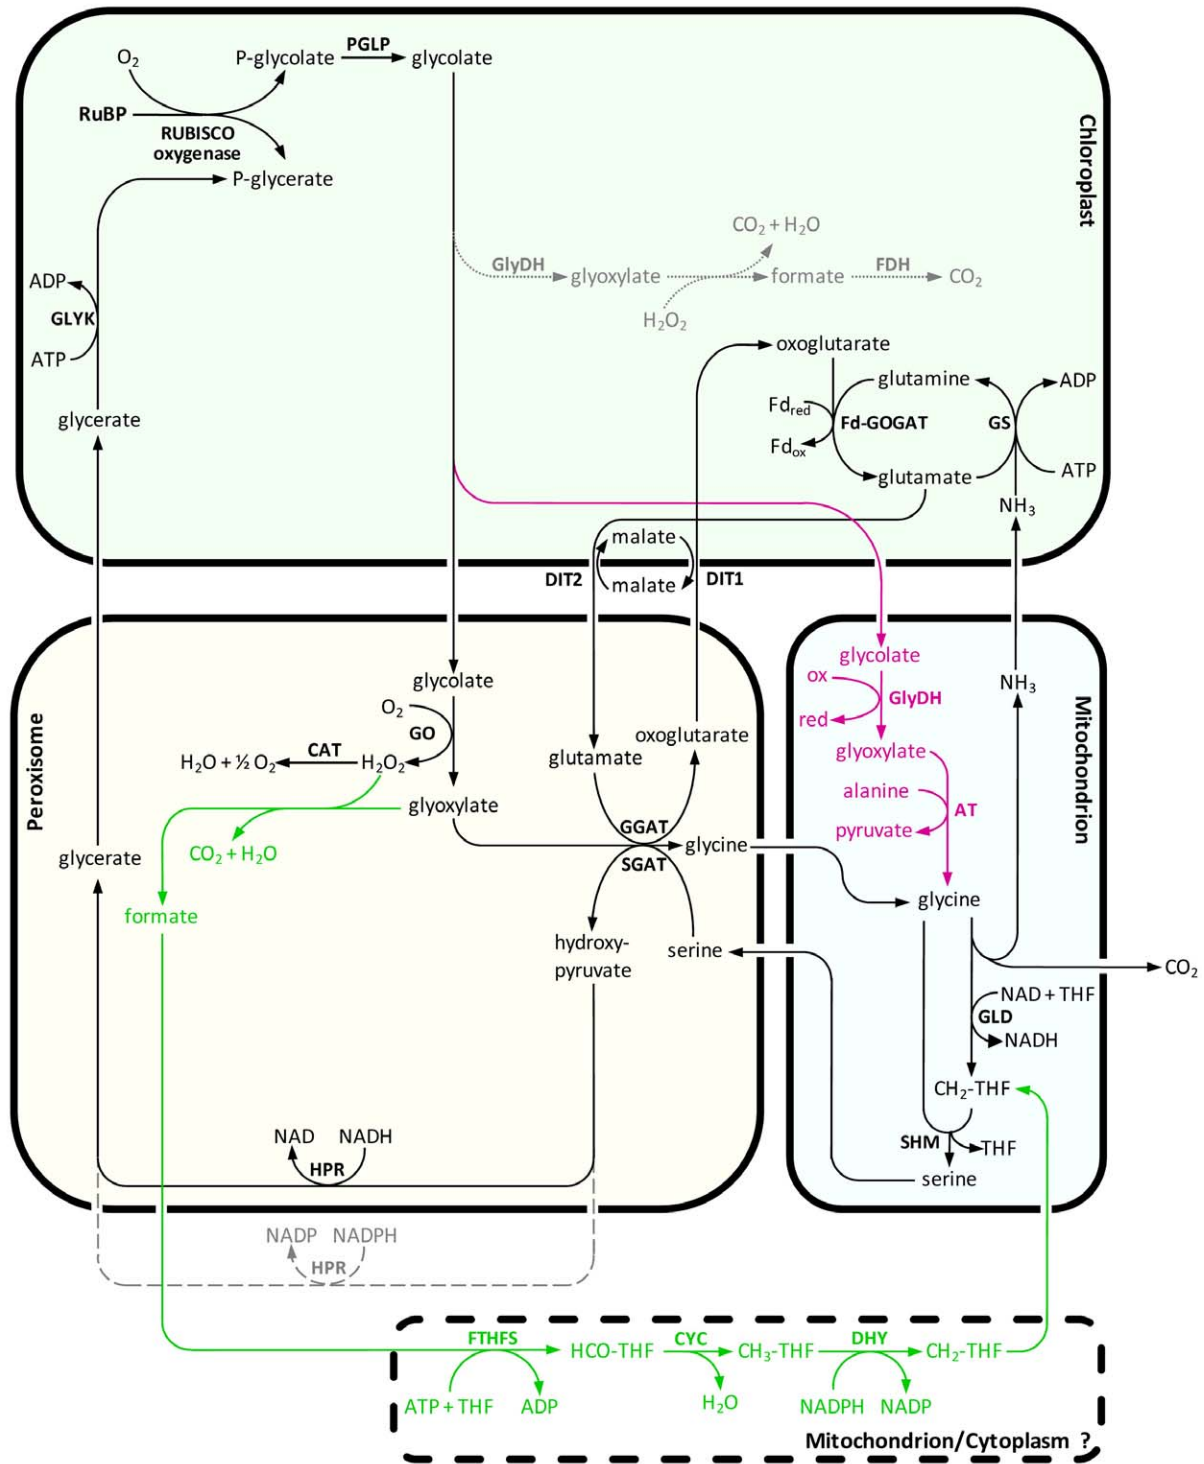 O₂
P-glycolate
PGLP
glycolate
RuBP
RUBISCO
oxygenase
P-glycerate
Chloroplast
CO₂ + H₂O
GlyDH
glyoxylate
formate
FDH
CO₂
H₂O₂
ADP
GLYK
ATP
glycerate
oxoglutarate
glutamine
ADP
Fd_red
Fd-GOGAT
GS
Fd_ox
glutamate
ATP
NH₃
malate
DIT2
malate
DIT1
Peroxisome
glycolate
O₂
GO
H₂O + ½ O₂
CAT
H₂O₂
glyoxylate
CO₂ + H₂O
glycerate
formate
glutamate
oxoglutarate
GGAT
SGAT
glycine
hydroxy-
pyruvate
serine
NAD
NADH
HPR
NADP
NADPH
HPR
Mitochondrion
glycolate
ox
GlyDH
red
glyoxylate
alanine
AT
pyruvate
NH₃
glycine
CO₂
NAD + THF
GLD
NADH
CH₂-THF
SHM
THF
serine
FTHFS
HCO-THF
CYC
CH₃-THF
DHY
CH₂-THF
ATP + THF
ADP
H₂O
NADPH
NADP
Mitochondrion/Cytoplasm ?